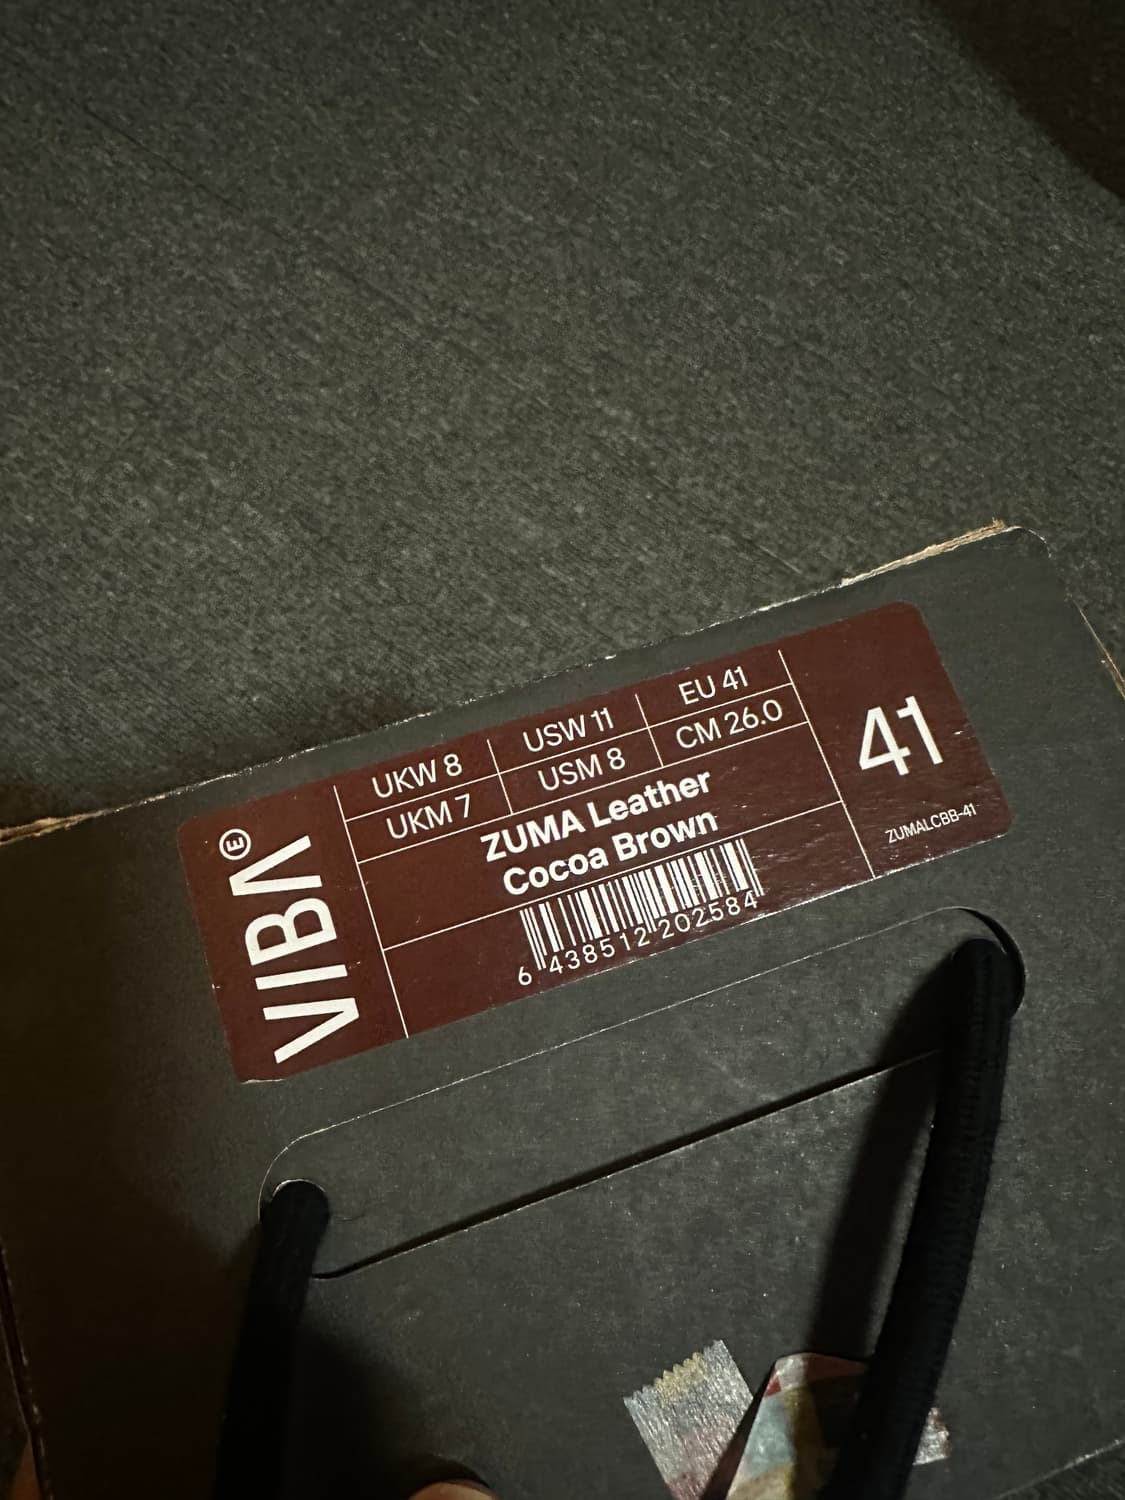 VIBA Ⓔ
UKW 8
USW 11
EU 41
UKM 7
USM 8
CM 26.0
ZUMA Leather
Cocoa Brown
6 438512 202584
41
ZUMALCBB-41